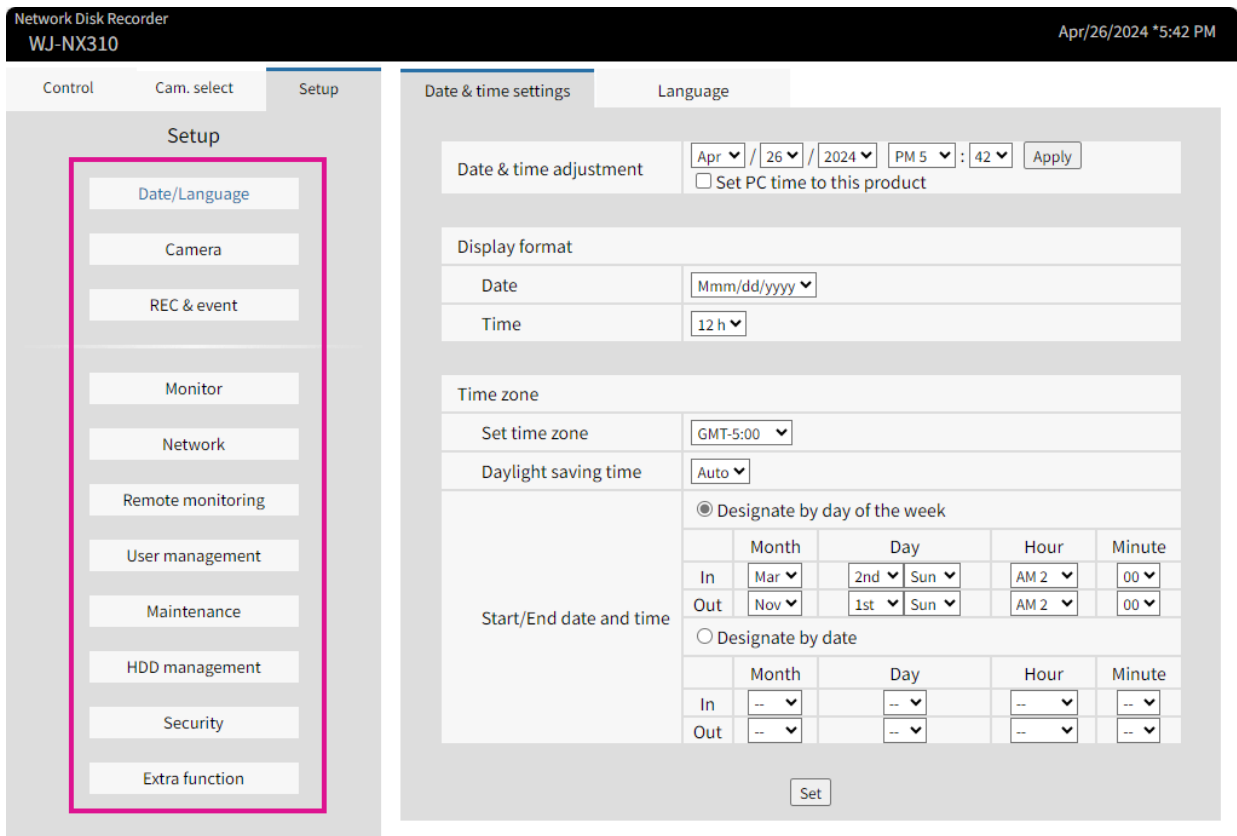 Network Disk Recorder
WJ-NX310
Apr/26/2024 *5:42 PM
Control Cam. select Setup
Setup
Date/Language
Camera
REC & event
Monitor
Network
Remote monitoring
User management
Maintenance
HDD management
Security
Extra function
Date & time settings Language
Date & time adjustment Apr / 26 / 2024 PM 5 : 42 Apply
Set PC time to this product
Display format
Date Mmm/dd/yyyy
Time 12 h
Time zone
Set time zone GMT-5:00
Daylight saving time Auto
Start/End date and time
Designate by day of the week
Month Day Hour Minute
In Mar 2nd Sun AM 2 00
Out Nov 1st Sun AM 2 00
Designate by date
Month Day Hour Minute
In -- -- -- --
Out -- -- -- --
Set